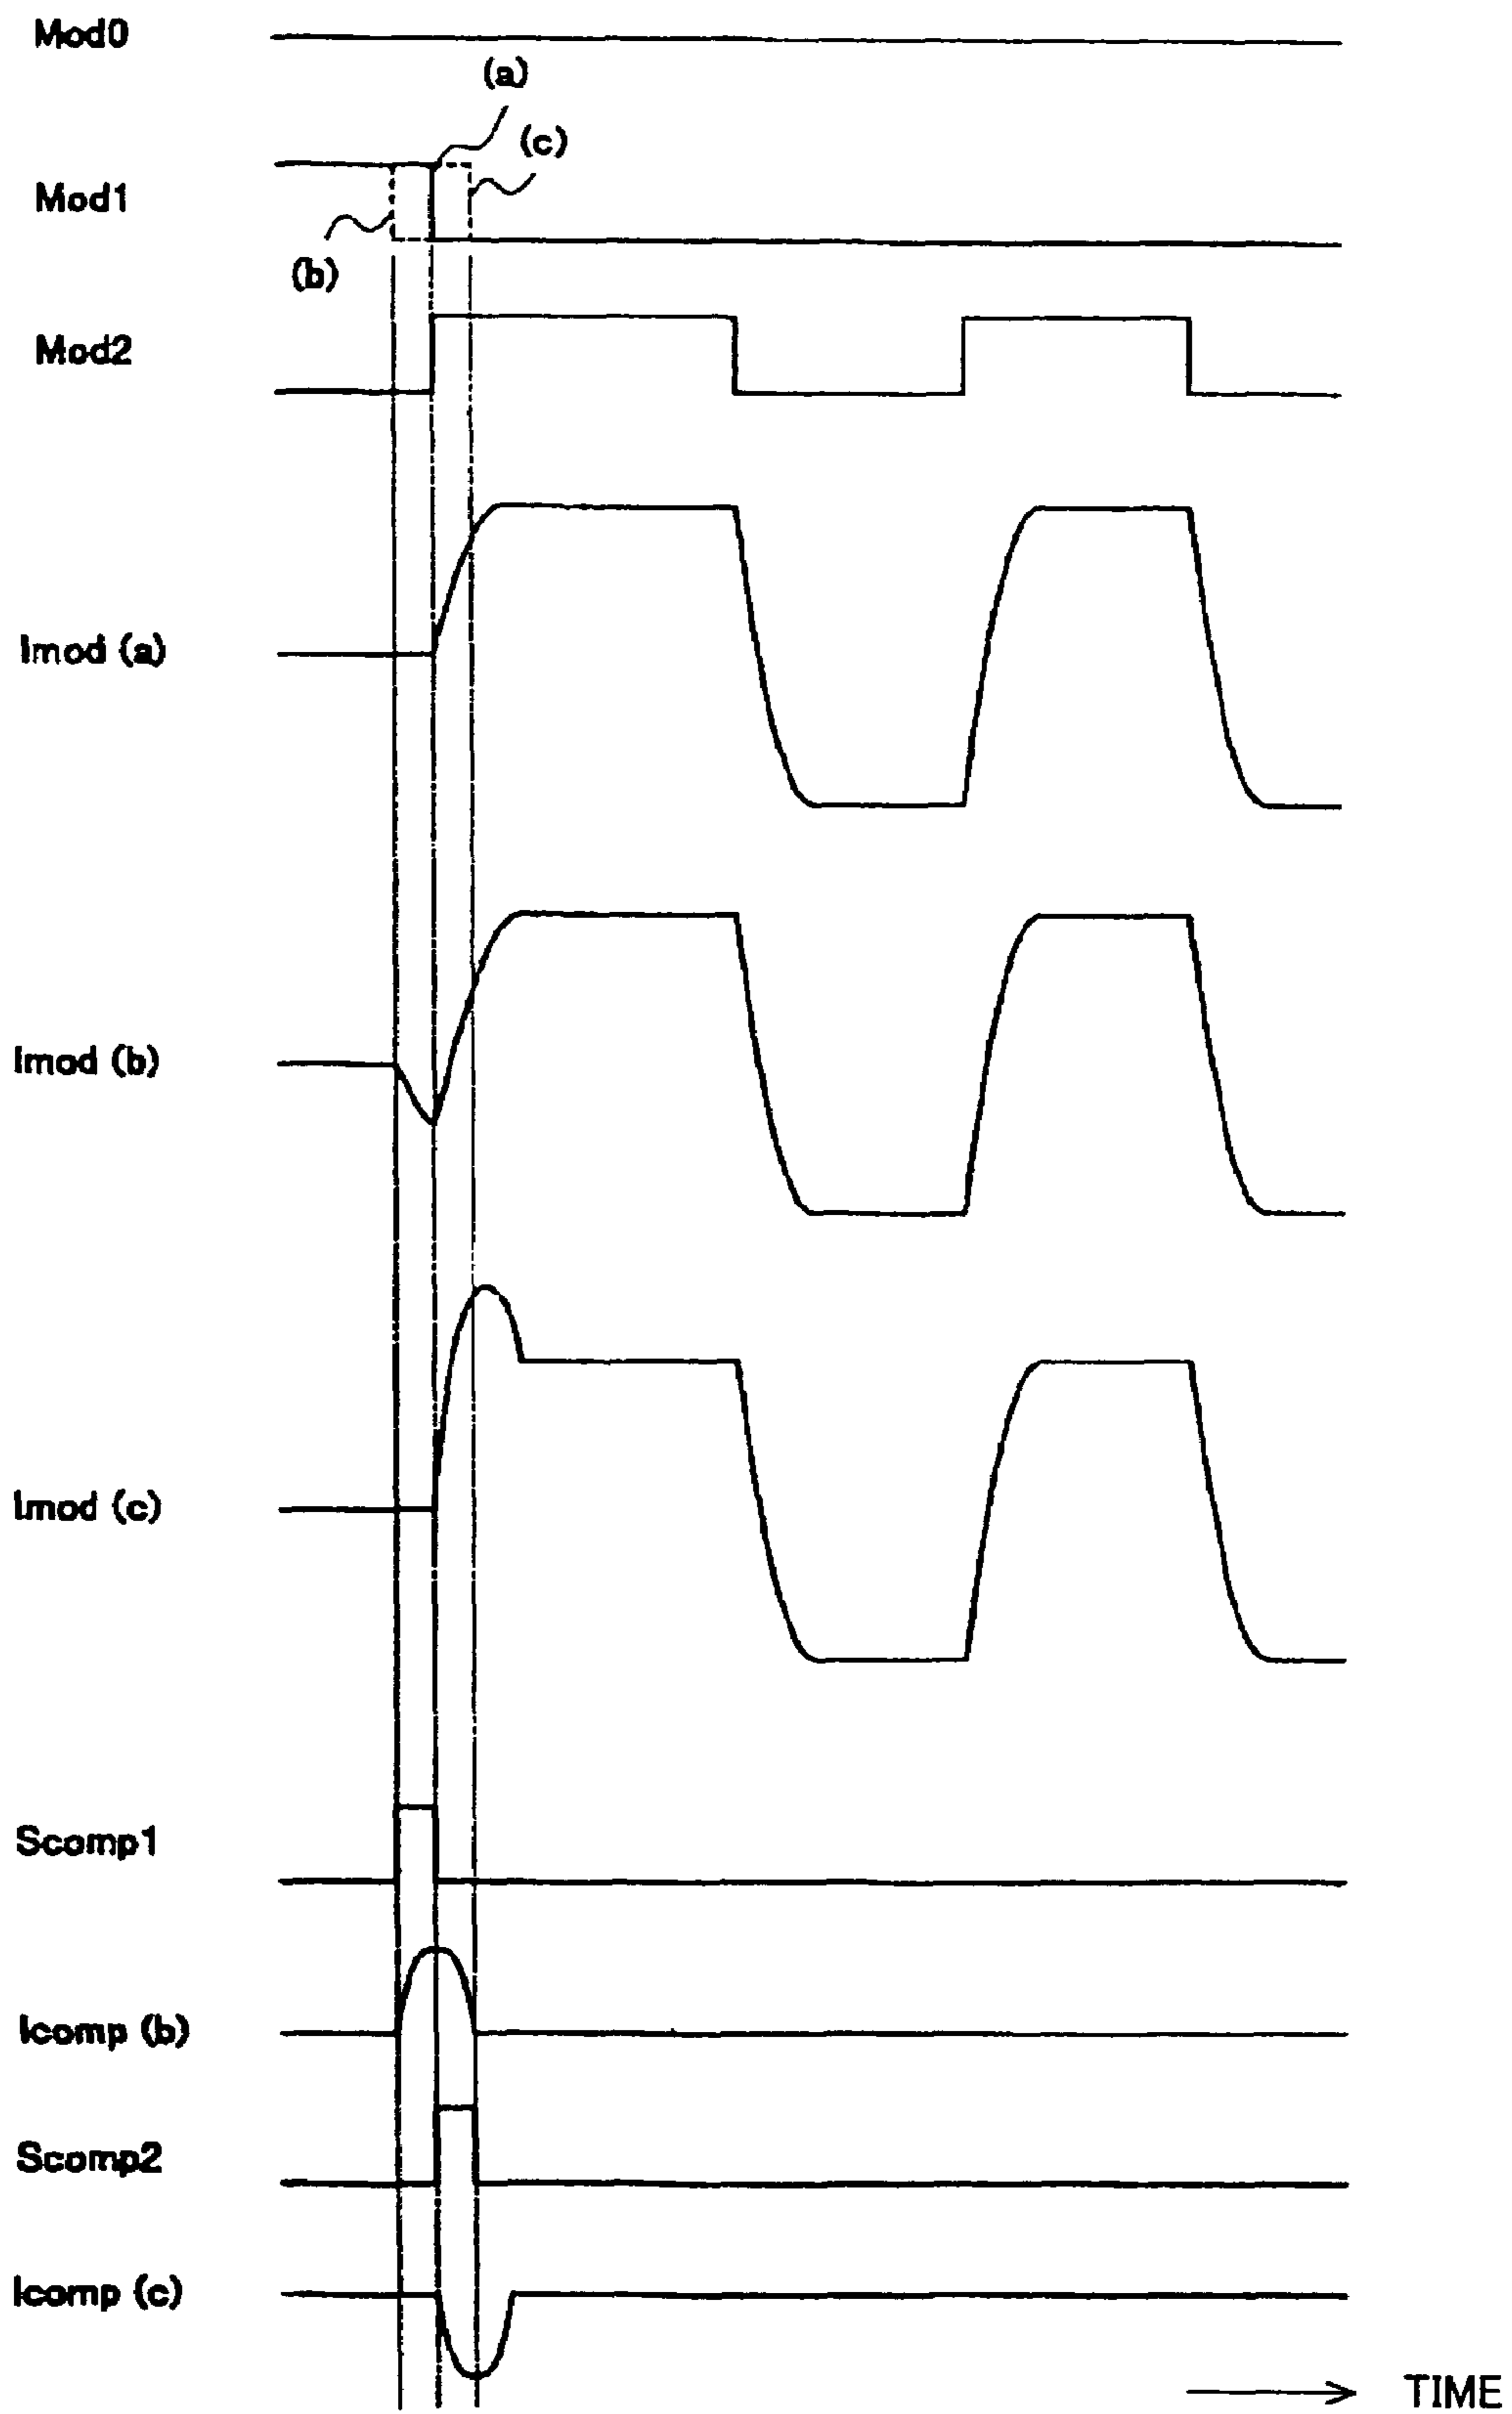 Mod0
(a)
(c)
Mod1
(b)
Mod2
Imod (a)
Imod (b)
Imod (c)
Scomp1
Icomp (b)
Scomp2
Icomp (c)
TIME